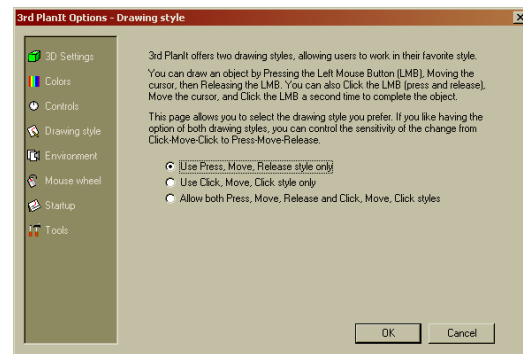 3rd PlanIt Options - Drawing style
3D Settings
Colors
Controls
Drawing style
Environment
Mouse wheel
Startup
Tools
3rd PlanIt offers two drawing styles, allowing users to work in their favorite style.
You can draw an object by Pressing the Left Mouse Button (LMB), Moving the
cursor, then Releasing the LMB. You can also Click the LMB (press and release),
Move the cursor, and Click the LMB a second time to complete the object.
This page allows you to select the drawing style you prefer. If you like having the
option of both drawing styles, you can control the sensitivity of the change from
Click-Move-Click to Press-Move-Release.
Use Press, Move, Release style only
Use Click, Move, Click style only
Allow both Press, Move, Release and Click, Move, Click styles
OK
Cancel